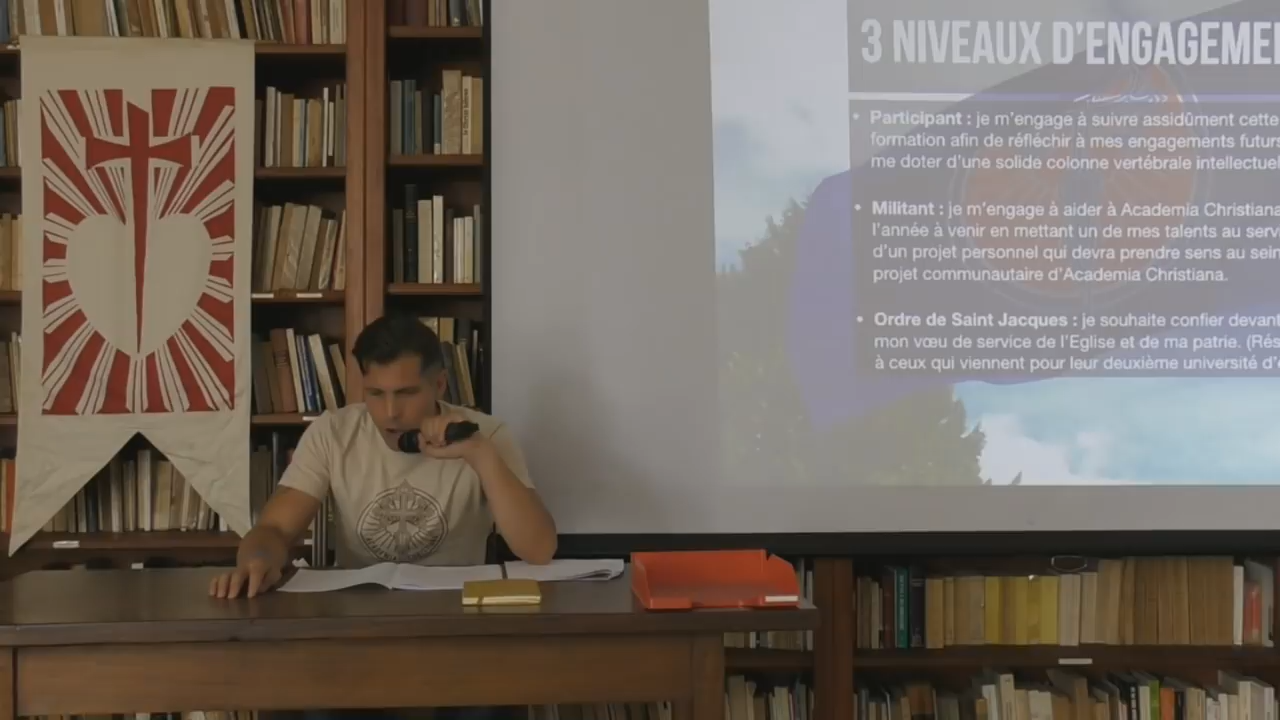 3 NIVEAUX D'ENGAGEME
• Participant : je m'engage à suivre assidûment cette
formation afin de réfléchir à mes engagements futurs
me doter d'une solide colonne vertébrale intellectuel
• Militant : je m'engage à aider à Academia Christiana
l'année à venir en mettant un de mes talents au servi
d'un projet personnel qui devra prendre sens au sein
projet communautaire d'Academia Christiana.
• Ordre de Saint Jacques : je souhaite confier devant
mon vœu de service de l'Eglise et de ma patrie. (Rés
à ceux qui viennent pour leur deuxième université d'é